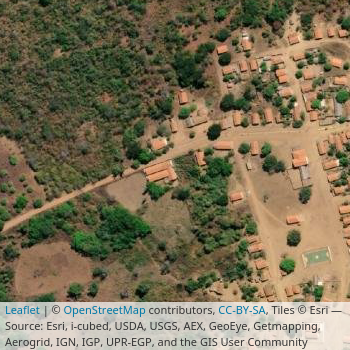 Leaflet | © OpenStreetMap contributors, CC-BY-SA, Tiles © Esri —
Source: Esri, i-cubed, USDA, USGS, AEX, GeoEye, Getmapping,
Aerogrid, IGN, IGP, UPR-EGP, and the GIS User Community